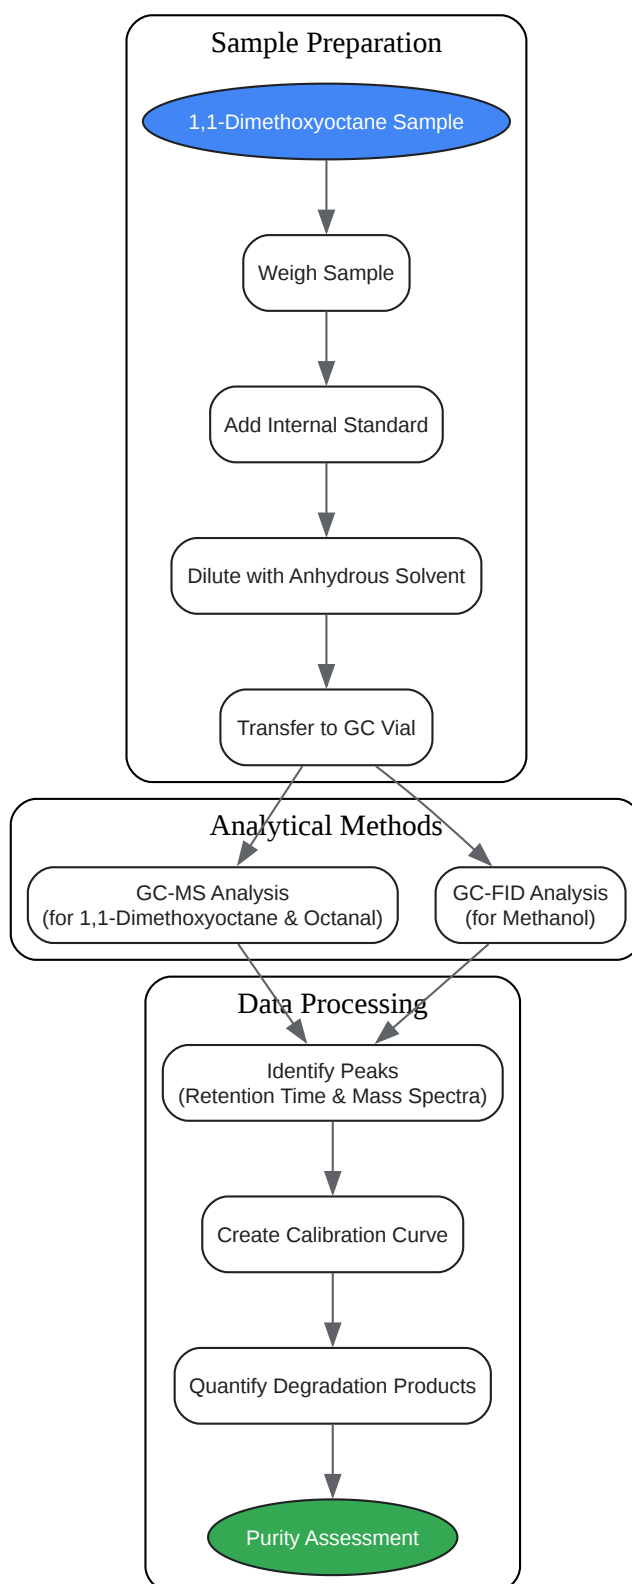 Sample Preparation
1,1-Dimethoxyoctane Sample
Weigh Sample
Add Internal Standard
Dilute with Anhydrous Solvent
Transfer to GC Vial
Analytical Methods
GC-MS Analysis
(for 1,1-Dimethoxyoctane & Octanal)
GC-FID Analysis
(for Methanol)
Data Processing
Identify Peaks
(Retention Time & Mass Spectra)
Create Calibration Curve
Quantify Degradation Products
Purity Assessment